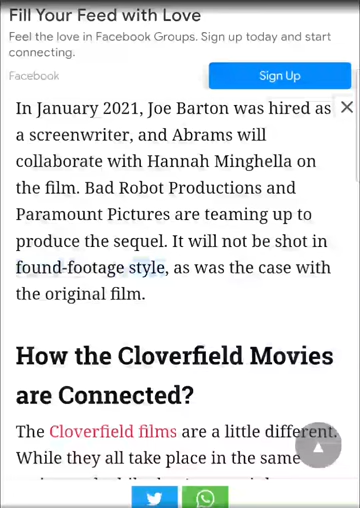 Fill Your Feed with Love
Feel the love in Facebook Groups. Sign up today and start
connecting.
Facebook
Sign Up
In January 2021, Joe Barton was hired as
a screenwriter, and Abrams will
collaborate with Hannah Minghella on
the film. Bad Robot Productions and
Paramount Pictures are teaming up to
produce the sequel. It will not be shot in
found-footage style, as was the case with
the original film.
How the Cloverfield Movies
are Connected?
The Cloverfield films are a little different.
While they all take place in the same